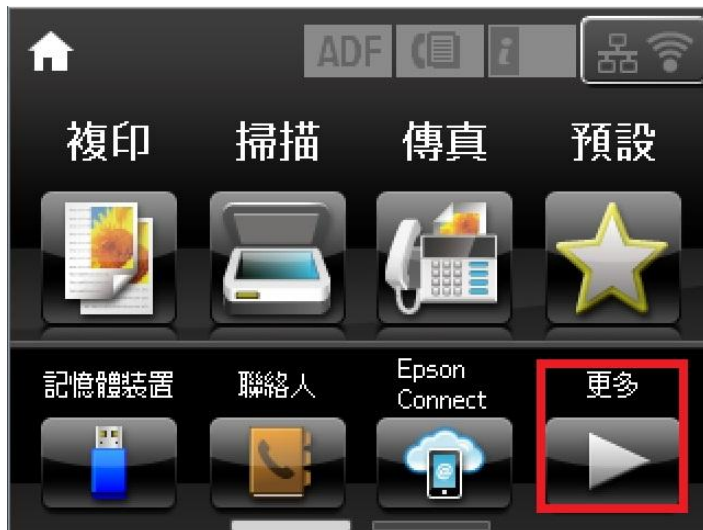 ADF
i
複印
掃描
傳真
預設
記憶體裝置
聯絡人
Epson
Connect
更多
@